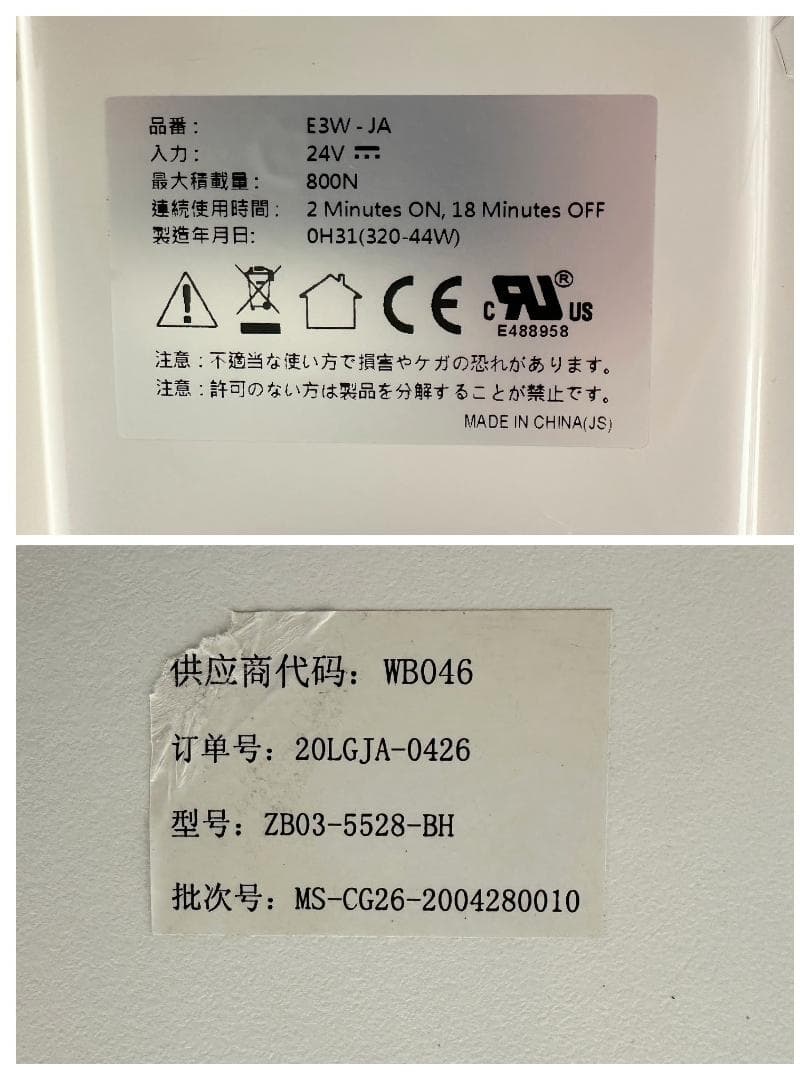 品番： E3W - JA
入力： 24V
最大積載量： 800N
連続使用時間： 2 Minutes ON, 18 Minutes OFF
製造年月日: 0H31(320-44W)
CE c RU ® US
E488958
注意：不適当な使い方で損害やケガの恐れがあります。
注意：許可のない方は製品を分解することが禁止です。
MADE IN CHINA(JS)
供应商代码：WB046
订单号：20LGJA-0426
型号：ZB03-5528-BH
批次号：MS-CG26-2004280010